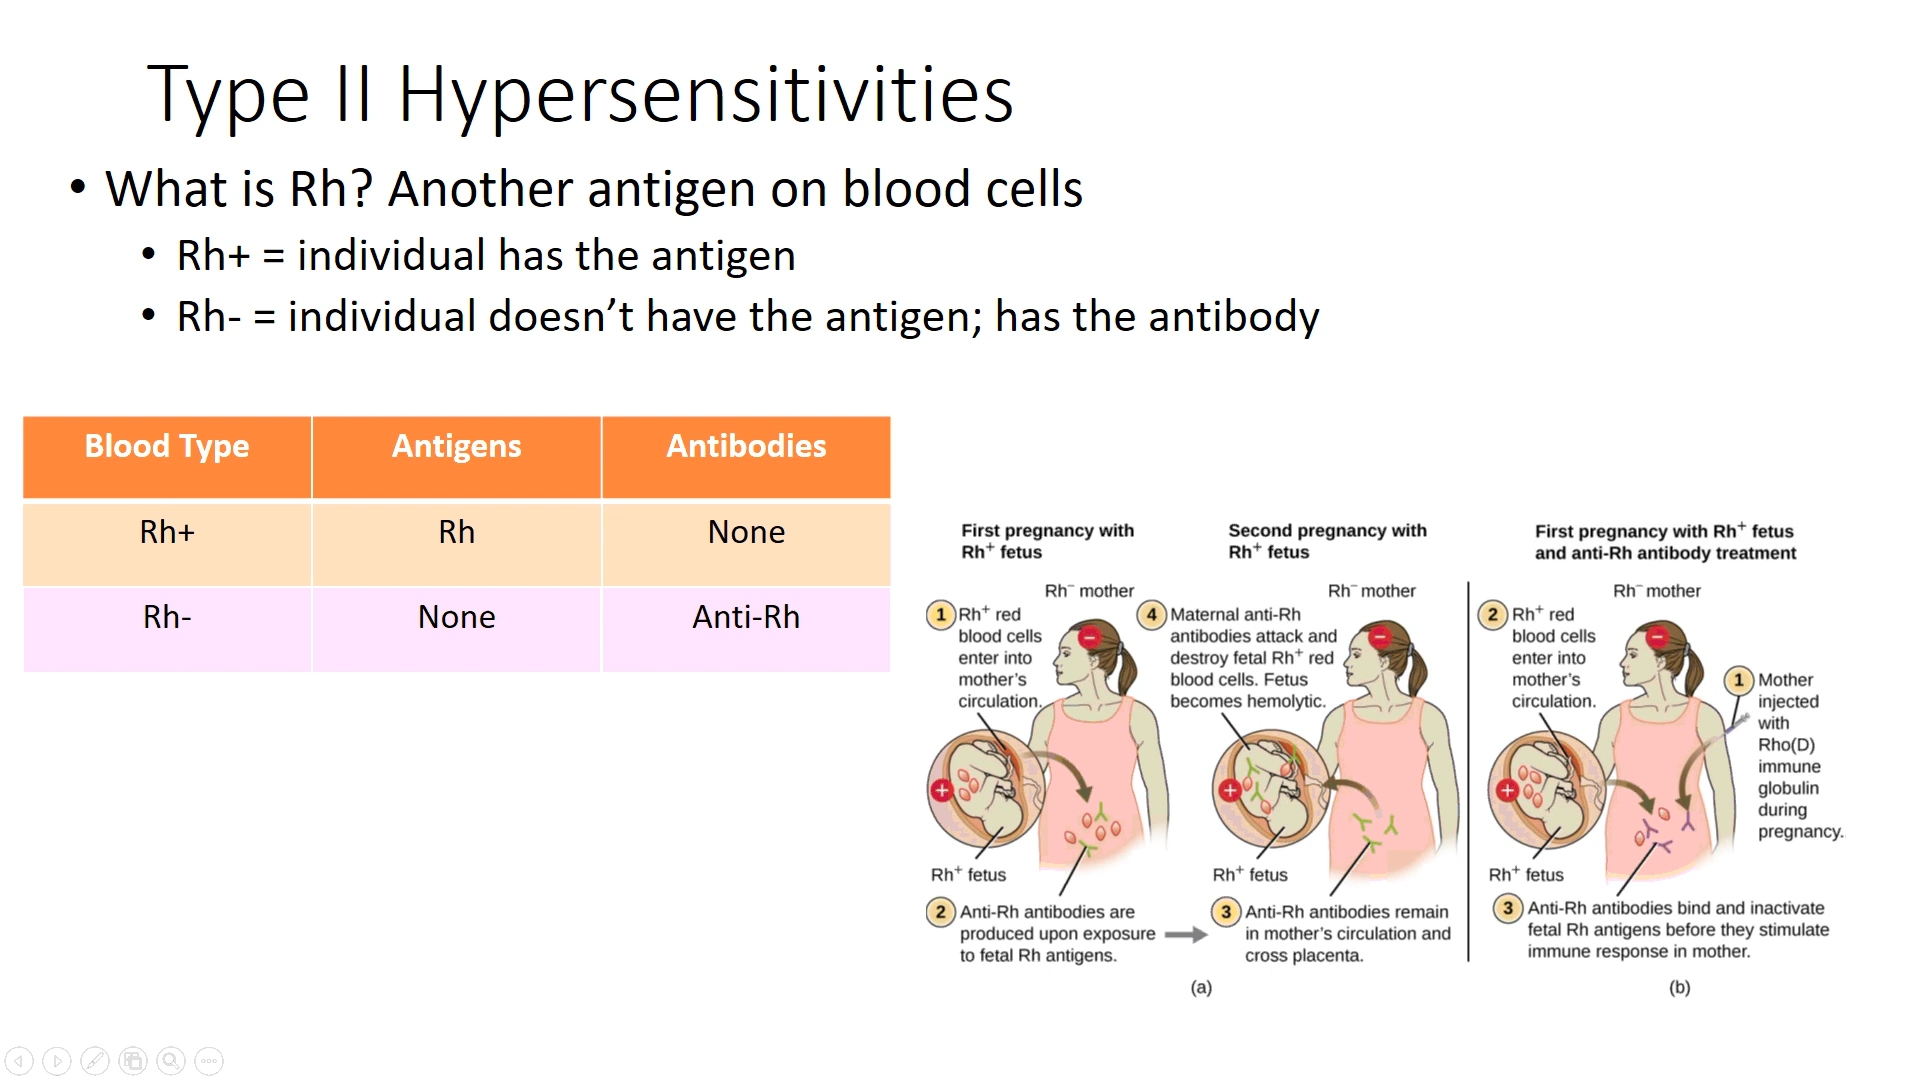 Type II Hypersensitivities
• What is Rh? Another antigen on blood cells
• Rh+ = individual has the antigen
• Rh- = individual doesn’t have the antigen; has the antibody
Blood Type Antigens Antibodies
Rh+ Rh None
Rh- None Anti-Rh
First pregnancy with
Rh⁺ fetus
Rh⁻ mother
1 Rh⁺ red
blood cells
enter into
mother’s
circulation.
Rh⁺ fetus
2 Anti-Rh antibodies are
produced upon exposure
to fetal Rh antigens.
Second pregnancy with
Rh⁺ fetus
Rh⁻ mother
4 Maternal anti-Rh
antibodies attack and
destroy fetal Rh⁺ red
blood cells. Fetus
becomes hemolytic.
Rh⁺ fetus
3 Anti-Rh antibodies remain
in mother’s circulation and
cross placenta.
(a)
First pregnancy with Rh⁺ fetus
and anti-Rh antibody treatment
Rh⁻ mother
2 Rh⁺ red
blood cells
enter into
mother’s
circulation.
1 Mother
injected
with
Rho(D)
immune
globulin
during
pregnancy.
Rh⁺ fetus
3 Anti-Rh antibodies bind and inactivate
fetal Rh antigens before they stimulate
immune response in mother.
(b)